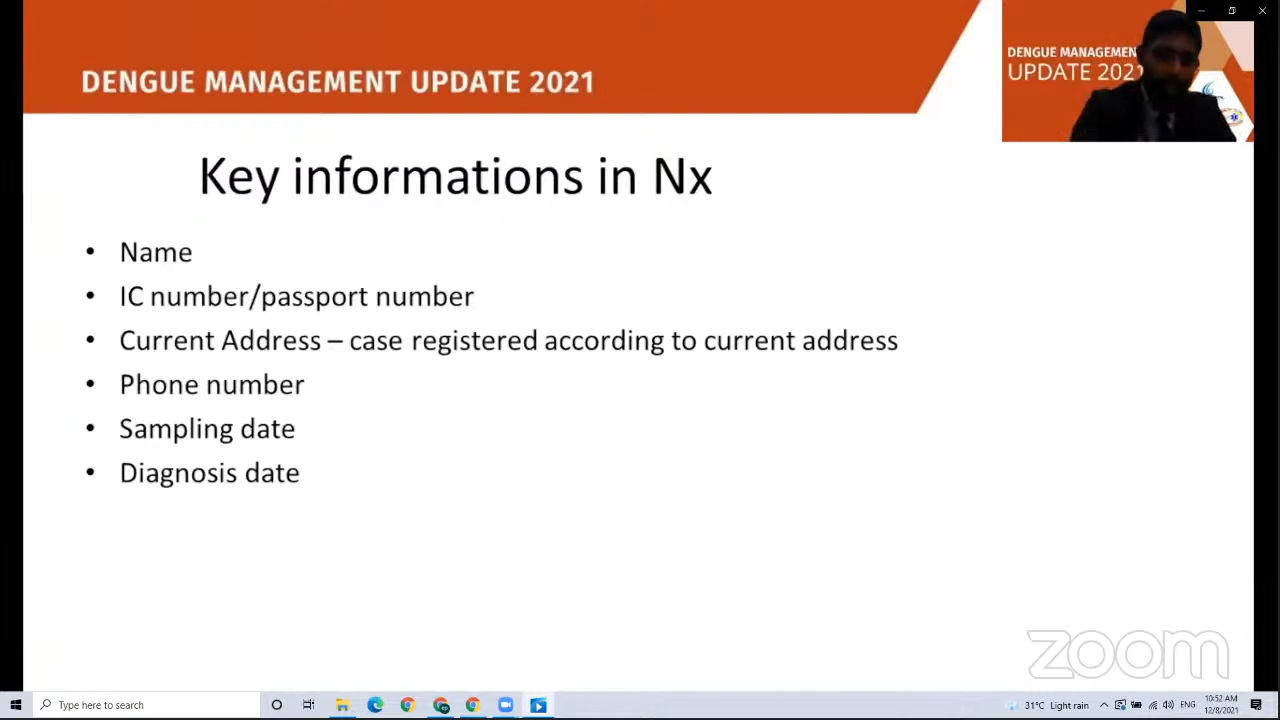 DENGUE MANAGEMENT UPDATE 2021
DENGUE MANAGEMEN
UPDATE 2021
Key informations in Nx
• Name
• IC number/passport number
• Current Address – case registered according to current address
• Phone number
• Sampling date
• Diagnosis date
zoom
Type here to search
31°C Light rain
ENG
10:52 AM
12/8/2021